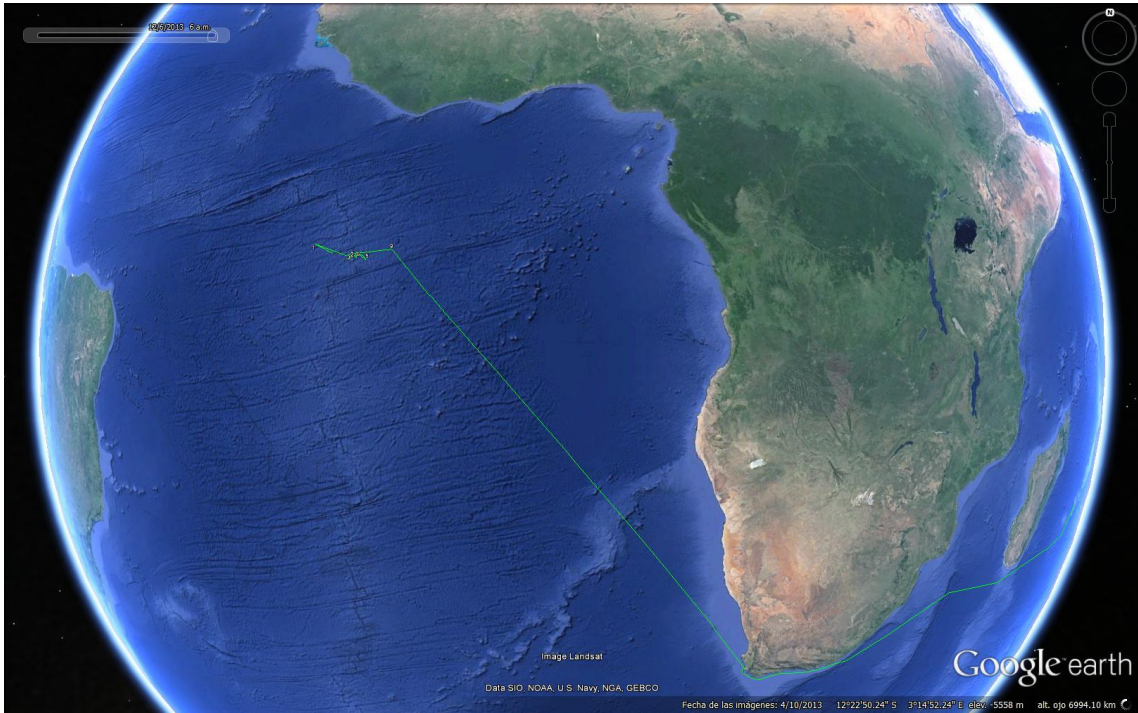 12/6/2013 6 a.m.
N
Image Landsat
Google earth
Data SIO, NOAA, U.S. Navy, NGA, GEBCO
Fecha de las imágenes: 4/10/2013 12°22'50.24" S 3°14'52.24" E elev. -5558 m alt. ojo 6994.10 km